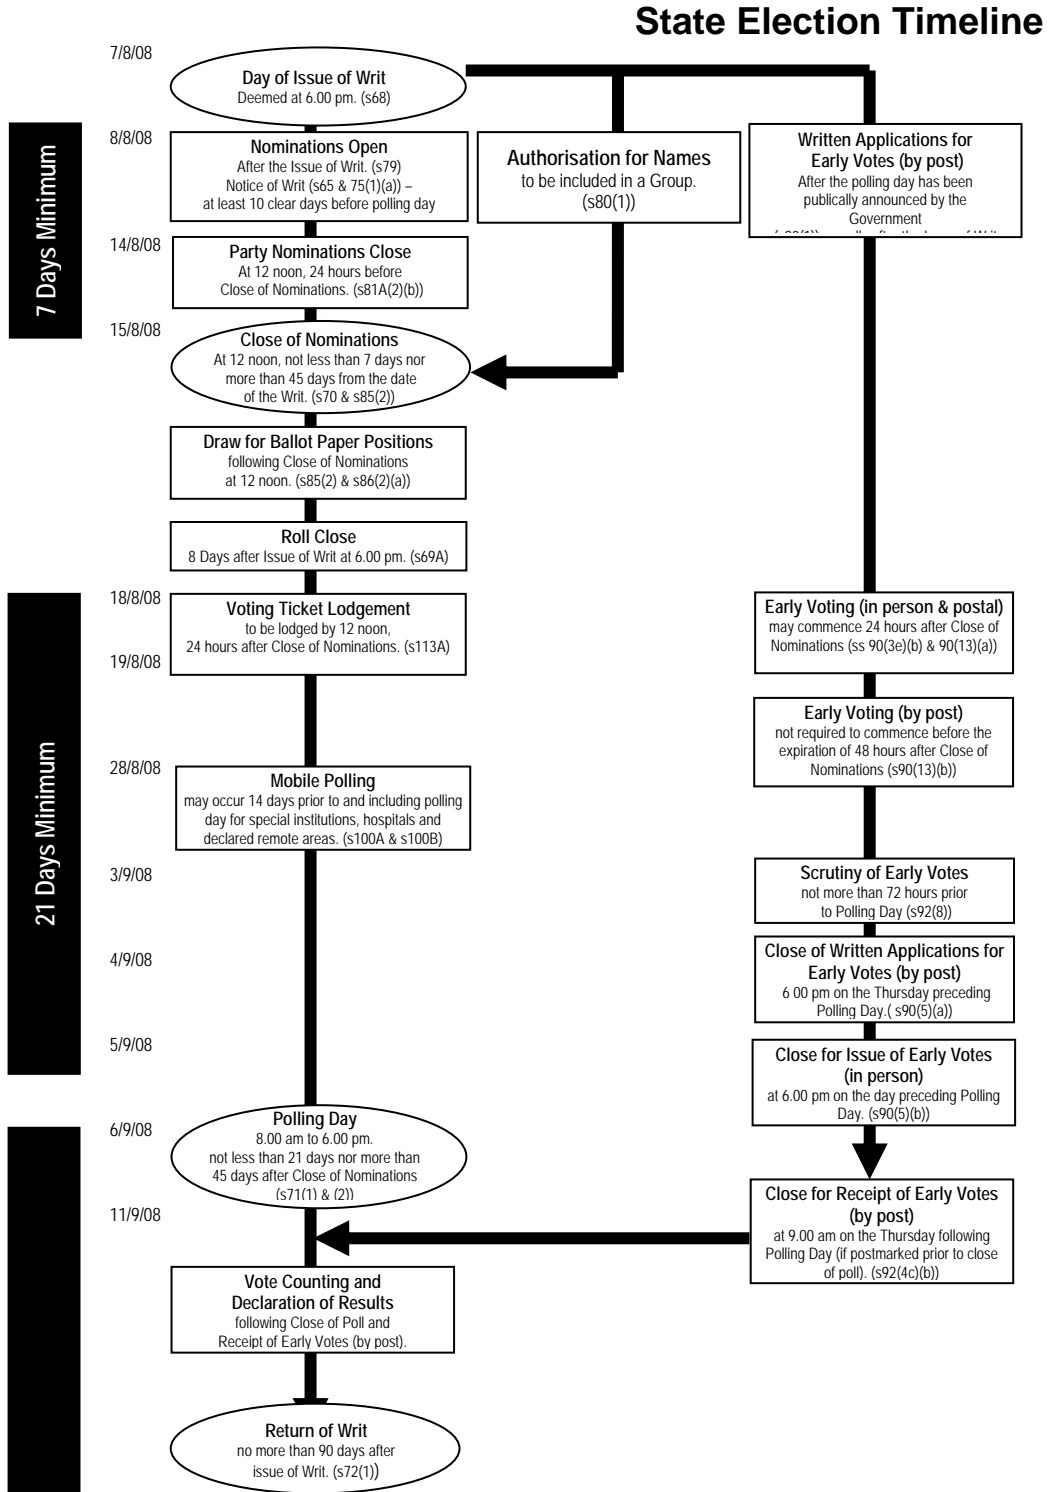 State Election Timeline
7/8/08
Day of Issue of Writ
Deemed at 6.00 pm. (s68)
7 Days Minimum
8/8/08
Nominations Open
After the Issue of Writ. (s79)
Notice of Writ (s65 & 75(1)(a)) –
at least 10 clear days before polling day
Authorisation for Names
to be included in a Group.
(s80(1))
Written Applications for
Early Votes (by post)
After the polling day has been
publically announced by the
Government
14/8/08
Party Nominations Close
At 12 noon, 24 hours before
Close of Nominations. (s81A(2)(b))
15/8/08
Close of Nominations
At 12 noon, not less than 7 days nor
more than 45 days from the date
of the Writ. (s70 & s85(2))
Draw for Ballot Paper Positions
following Close of Nominations
at 12 noon. (s85(2) & s86(2)(a))
Roll Close
8 Days after Issue of Writ at 6.00 pm. (s69A)
21 Days Minimum
18/8/08
Voting Ticket Lodgement
to be lodged by 12 noon,
24 hours after Close of Nominations. (s113A)
19/8/08
Early Voting (in person & postal)
may commence 24 hours after Close of
Nominations (ss 90(3e)(b) & 90(13)(a))
Early Voting (by post)
not required to commence before the
expiration of 48 hours after Close of
Nominations (s90(13)(b))
28/8/08
Mobile Polling
may occur 14 days prior to and including polling
day for special institutions, hospitals and
declared remote areas. (s100A & s100B)
3/9/08
Scrutiny of Early Votes
not more than 72 hours prior
to Polling Day (s92(8))
4/9/08
Close of Written Applications for
Early Votes (by post)
6 00 pm on the Thursday preceding
Polling Day.( s90(5)(a))
5/9/08
Close for Issue of Early Votes
(in person)
at 6.00 pm on the day preceding Polling
Day. (s90(5)(b))
6/9/08
Polling Day
8.00 am to 6.00 pm.
not less than 21 days nor more than
45 days after Close of Nominations
(s71(1) & (2))
11/9/08
Close for Receipt of Early Votes
(by post)
at 9.00 am on the Thursday following
Polling Day (if postmarked prior to close
of poll). (s92(4c)(b))
Vote Counting and
Declaration of Results
following Close of Poll and
Receipt of Early Votes (by post).
Return of Writ
no more than 90 days after
issue of Writ. (s72(1))